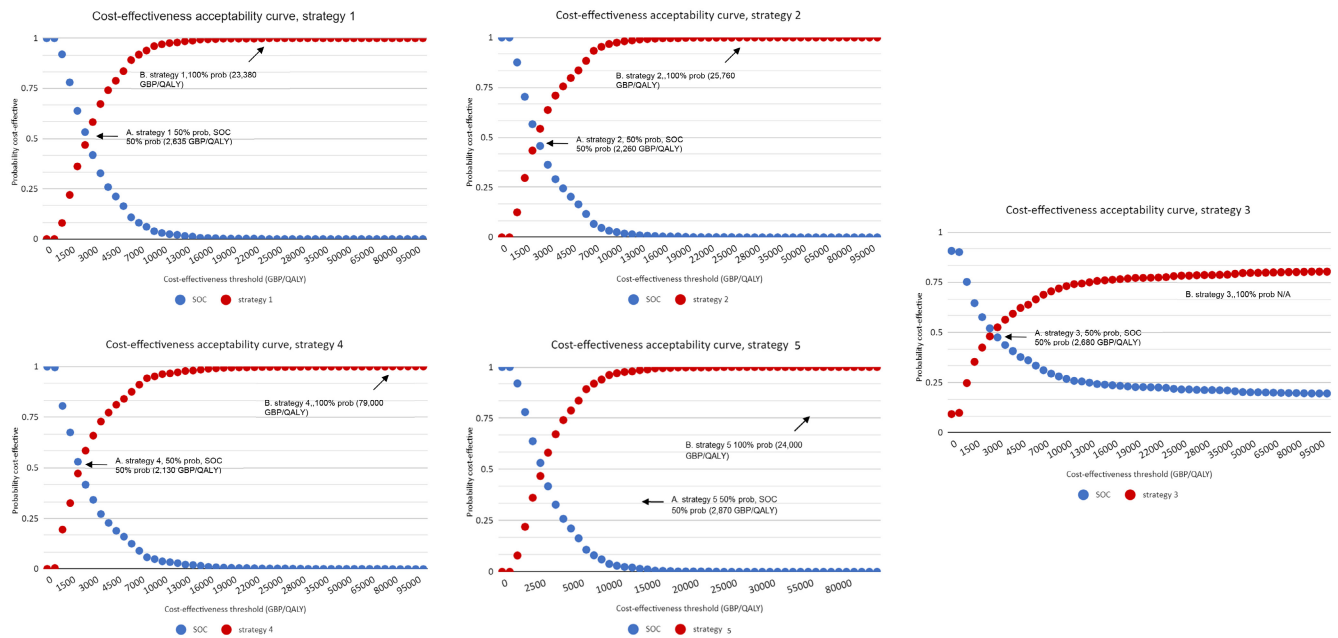 Cost-effectiveness acceptability curve, strategy 1
Probability cost-effective
1
0.75
0.5
0.25
0
B. strategy 1,100% prob (23,380
GBP/QALY)
A. strategy 1 50% prob, SOC
50% prob (2,635 GBP/QALY)
0 1500 3000 4500 7000 10000 13000 16000 19000 22000 28000 34000 50000 65000 80000 95000
Cost-effectiveness threshold (GBP/QALY)
SOC strategy 1
Cost-effectiveness acceptability curve, strategy 2
Probability cost-effective
1
0.75
0.5
0.25
0
B. strategy 2,,100% prob (25,760
GBP/QALY)
A. strategy 2, 50% prob, SOC
50% prob (2,260 GBP/QALY)
0 1500 3000 4500 7000 10000 13000 16000 19000 22000 25000 28000 34000 50000 65000 80000 95000
Cost-effectiveness threshold (GBP/QALY)
SOC strategy 2
Cost-effectiveness acceptability curve, strategy 3
Probability cost-effective
1
0.75
0.5
0.25
0
B. strategy 3,,100% prob N/A
A. strategy 3, 50% prob, SOC
50% prob (2,680 GBP/QALY)
0 1500 3000 4500 7000 10000 13000 16000 19000 22000 25000 28000 34000 50000 65000 80000 95000
Cost-effectiveness threshold (GBP/QALY)
SOC strategy 3
Cost-effectiveness acceptability curve, strategy 4
Probability cost-effective
1
0.75
0.5
0.25
0
B. strategy 4,,100% prob (79,000
GBP/QALY)
A. strategy 4, 50% prob, SOC
50% prob (2,130 GBP/QALY)
0 1500 3000 4500 7000 10000 13000 16000 19000 22000 25000 28000 34000 50000 65000 80000 95000
Cost-effectiveness threshold (GBP/QALY)
SOC strategy 4
Cost-effectiveness acceptability curve, strategy 5
Probability cost-effective
1
0.75
0.5
0.25
0
B. strategy 5 100% prob (24,000
GBP/QALY)
A. strategy 5 50% prob, SOC
50% prob (2,870 GBP/QALY)
0 2500 5000 10000 15000 20000 25000 30000 55000 80000
Cost-effectiveness threshold (GBP/QALY)
SOC strategy 5